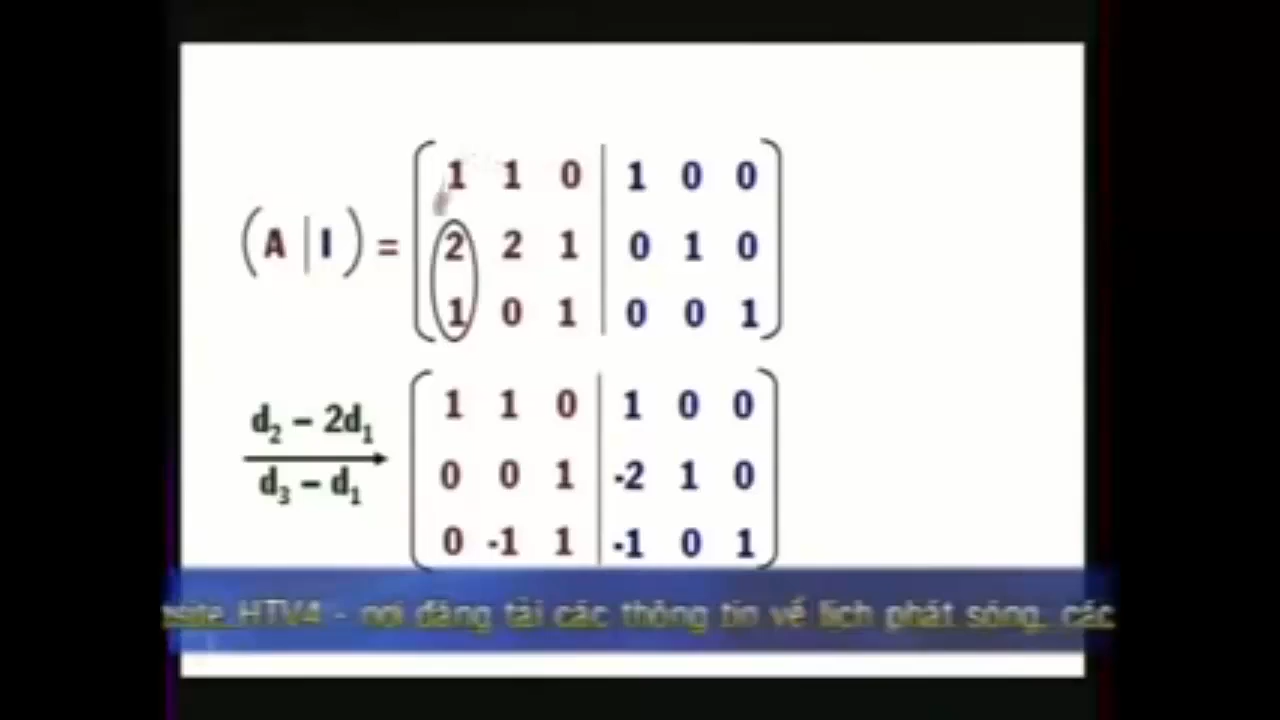 1 1 0 | 1 0 0
(A | I) = 2 2 1 | 0 1 0
1 0 1 | 0 0 1
1 1 0 | 1 0 0
d₂ – 2d₁
0 0 1 | -2 1 0
d₃ – d₁
0 -1 1 | -1 0 1
HTV4 - nơi đăng tải các thông tin về lịch phát sóng, các